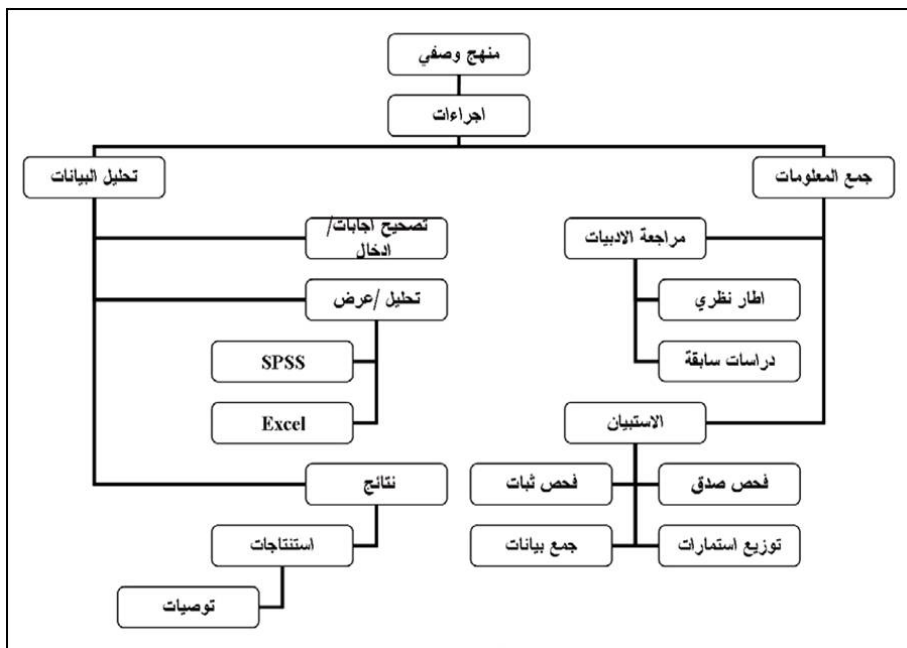 منهج وصفي
اجراءات
جمع المعلومات
تحليل البيانات
مراجعة الادبيات
تصحيح اجابات/
ادخال
اطار نظري
تحليل /عرض
دراسات سابقة
SPSS
الاستبيان
Excel
فحص صدق
فحص ثبات
نتائج
توزيع استمارات
جمع بيانات
استنتاجات
توصيات